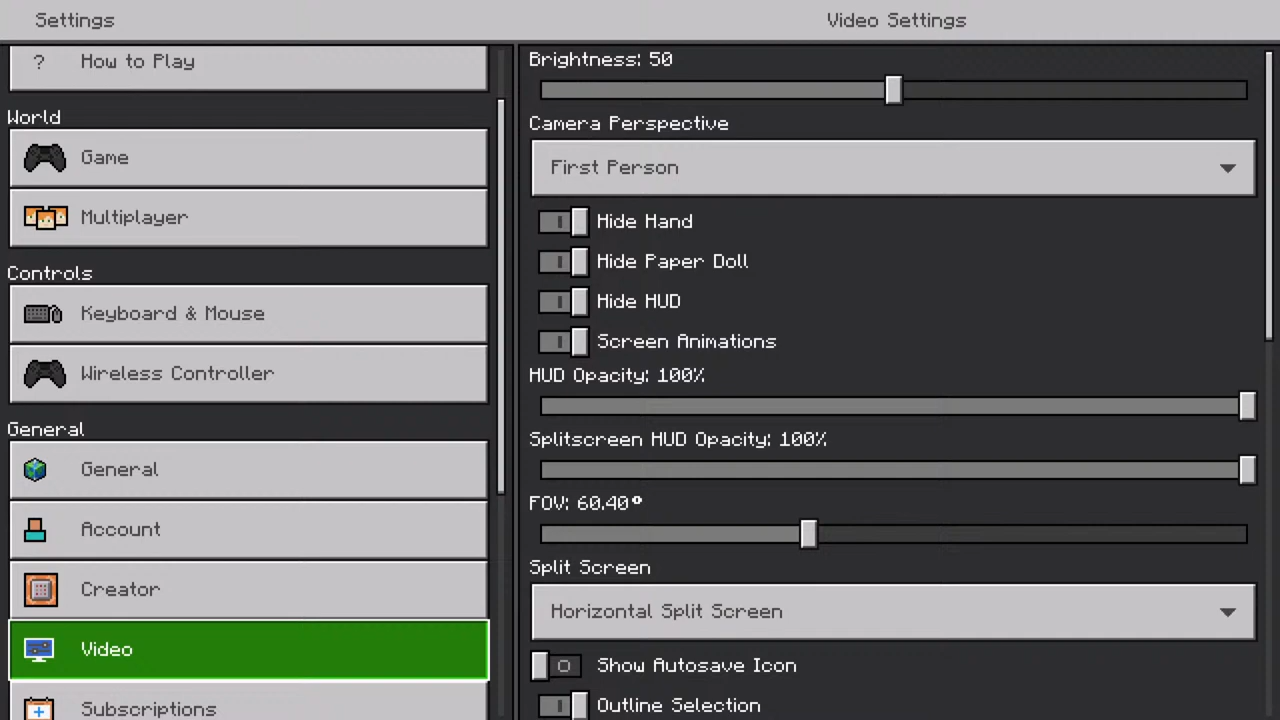 Settings
Video Settings
? How to Play
World
Game
Multiplayer
Controls
Keyboard & Mouse
Wireless Controller
General
General
Account
Creator
Video
Subscriptions
Brightness: 50
Camera Perspective
First Person
Hide Hand
Hide Paper Doll
Hide HUD
Screen Animations
HUD Opacity: 100%
Splitscreen HUD Opacity: 100%
FOV: 60.40°
Split Screen
Horizontal Split Screen
Show Autosave Icon
Outline Selection